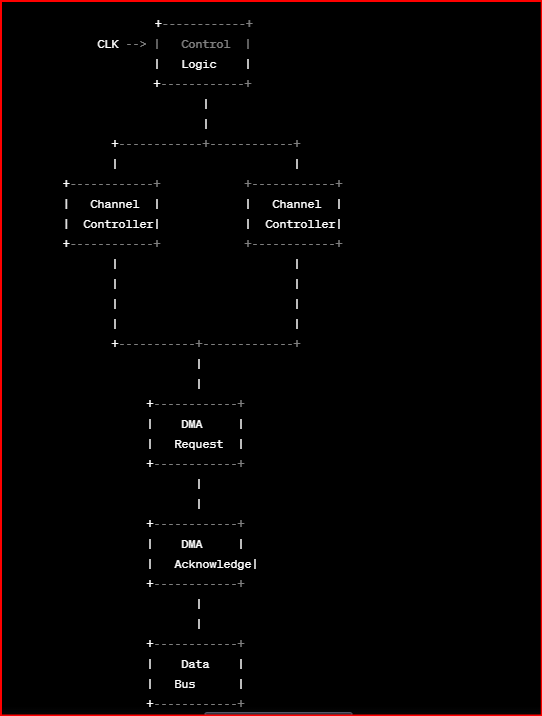 CLK --> Control
Logic
Channel Channel
Controller Controller
DMA
Request
DMA
Acknowledge
Data
Bus